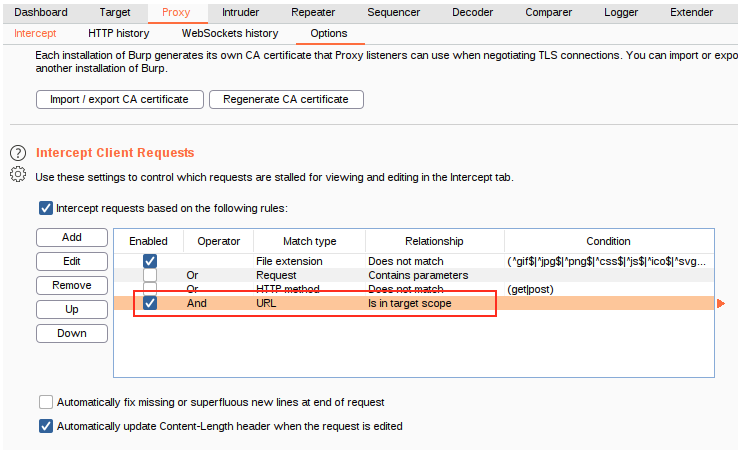 Dashboard Target Proxy Intruder Repeater Sequencer Decoder Comparer Logger Extender
Intercept HTTP history WebSockets history Options
Each installation of Burp generates its own CA certificate that Proxy listeners can use when negotiating TLS connections. You can import or expo
another installation of Burp.
Import / export CA certificate Regenerate CA certificate
? Intercept Client Requests
Use these settings to control which requests are stalled for viewing and editing in the Intercept tab.
Intercept requests based on the following rules:
Add
Edit
Remove
Up
Down
Enabled Operator Match type Relationship Condition
File extension Does not match (^gif$|^jpg$|^png$|^css$|^js$|^ico$|^svg...
Or Request Contains parameters
Or HTTP method Does not match (get|post)
And URL Is in target scope
Automatically fix missing or superfluous new lines at end of request
Automatically update Content-Length header when the request is edited